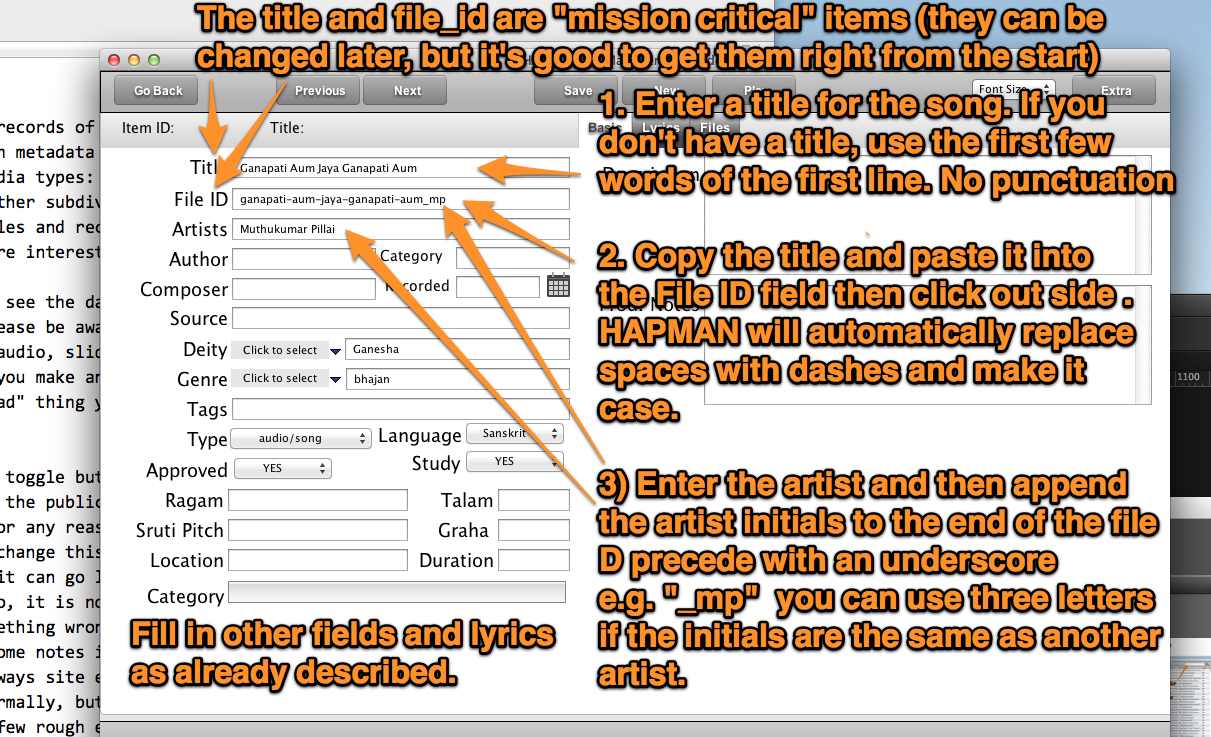 The title and file_id are "mission critical" items (they can be
changed later, but it's good to get them right from the start)
Go Back
Previous
Next
Save
New
Font Size
Extra
Item ID:
Title:
Basic
Lyrics
Files
1. Enter a title for the song. If you
don't have a title, use the first few
words of the first line. No punctuation
Title
Ganapati Aum Jaya Ganapati Aum
File ID
ganapati-aum-jaya-ganapati-aum_mp
Artists
Muthukumar Pillai
Author
Category
Composer
Recorded
Source
Deity
Click to select
Ganesha
Genre
Click to select
bhajan
Tags
Type
audio/song
Language
Sanskrit
Approved
YES
Study
YES
Ragam
Talam
Sruti Pitch
Graha
Location
Duration
Category
2. Copy the title and paste it into
the File ID field then click out side .
HAPMAN will automatically replace
spaces with dashes and make it
case.
Prod. Notes
3) Enter the artist and then append
the artist initials to the end of the file
D precede with an underscore
e.g. "_mp" you can use three letters
if the initials are the same as another
artist.
Fill in other fields and lyrics
as already described.
records of
metadata
dia types:
ther subdiv
les and rec
re interest
see the da
ease be awa
audio, slid
you make an
ad" thing y
toggle but
the public
or any reas
change this
it can go l
o, it is no
ething wron
ome notes i
ways site e
rmally, but
few rough e
1100